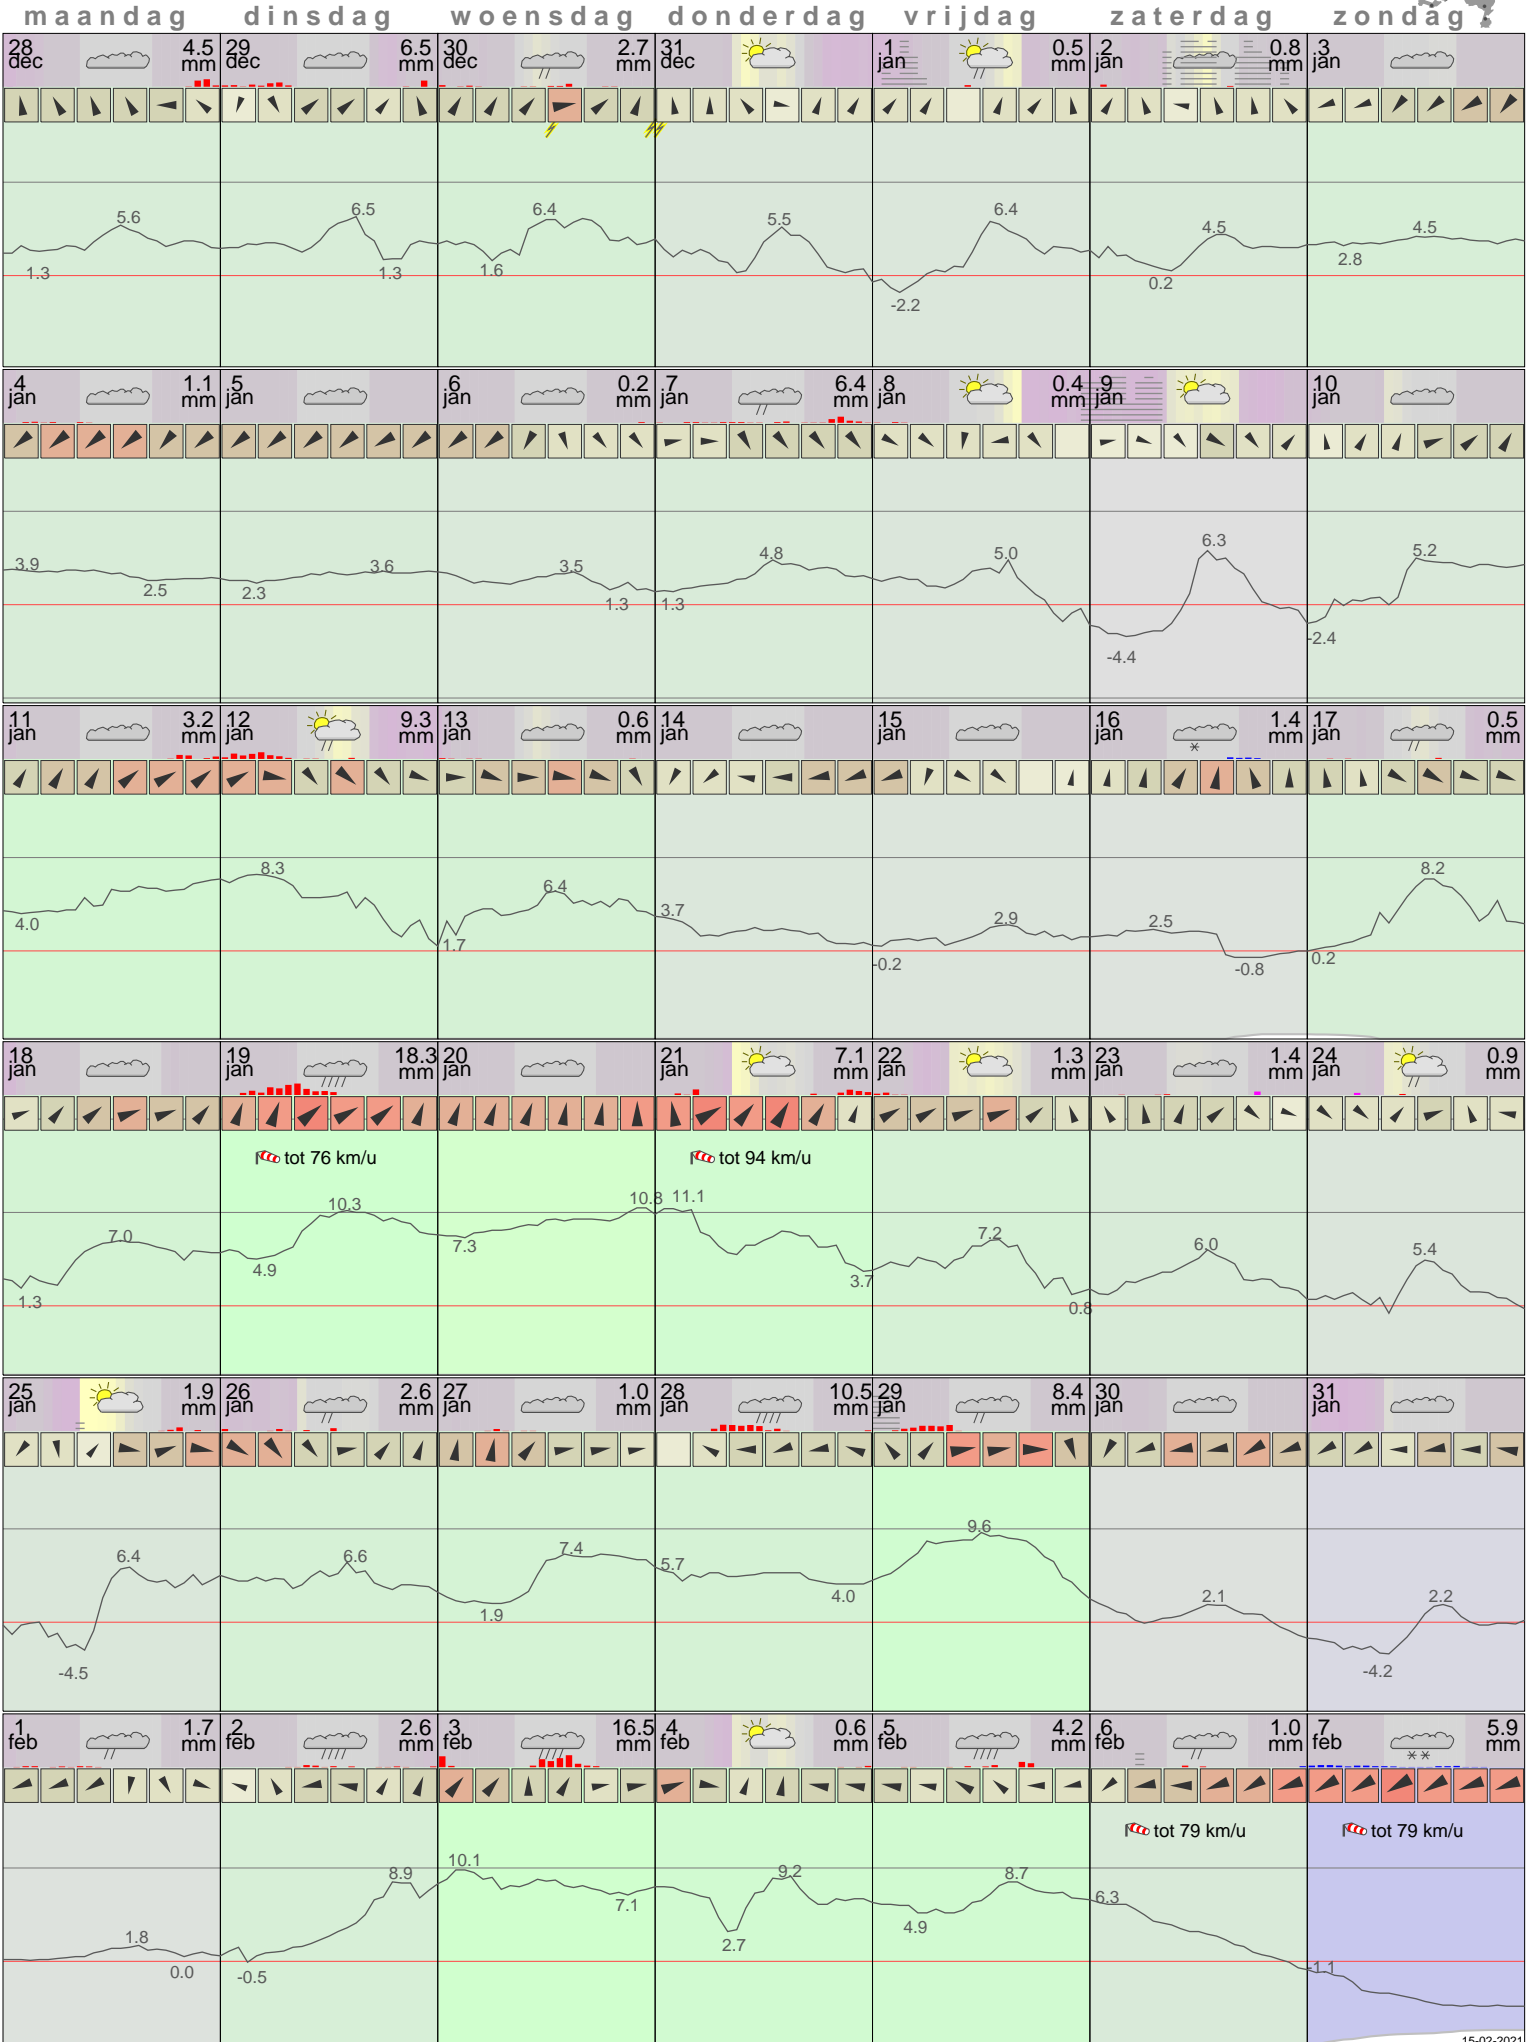 maandag dinsdag woensdag donderdag vrijdag zaterdag zondag
28 dec 4.5 mm 29 dec 6.5 mm 30 dec 2.7 mm 31 dec 1 jan 0.5 mm 2 jan 0.8 mm 3 jan
5.6 6.5 6.4 5.5 6.4 4.5 4.5
1.3 1.3 1.6 -2.2 0.2 2.8
4 jan 1.1 mm 5 jan 6 jan 0.2 mm 7 jan 6.4 mm 8 jan 0.4 mm 9 jan 10 jan
3.9 3.6 3.5 4.8 5.0 6.3 5.2
2.5 2.3 1.3 1.3 -4.4 -2.4
11 jan 3.2 mm 12 jan 9.3 mm 13 jan 0.6 mm 14 jan 15 jan 16 jan 1.4 mm 17 jan 0.5 mm
8.3 6.4 3.7 2.9 2.5 8.2
4.0 1.7 -0.2 -0.8 0.2
18 jan 19 jan 18.3 mm 20 jan 21 jan 7.1 mm 22 jan 1.3 mm 23 jan 1.4 mm 24 jan 0.9 mm
tot 76 km/u tot 94 km/u
7.0 10.3 10.8 11.1 7.2 6.0 5.4
1.3 4.9 7.3 3.7 0.8
25 jan 1.9 mm 26 jan 2.6 mm 27 jan 1.0 mm 28 jan 10.5 mm 29 jan 8.4 mm 30 jan 31 jan
6.4 6.6 7.4 5.7 9.6 2.1 2.2
-4.5 1.9 4.0 -4.2
1 feb 1.7 mm 2 feb 2.6 mm 3 feb 16.5 mm 4 feb 0.6 mm 5 feb 4.2 mm 6 feb 1.0 mm 7 feb 5.9 mm
tot 79 km/u tot 79 km/u
1.8 8.9 10.1 9.2 8.7 6.3
0.0 -0.5 7.1 2.7 4.9 -1.1
15-02-2021